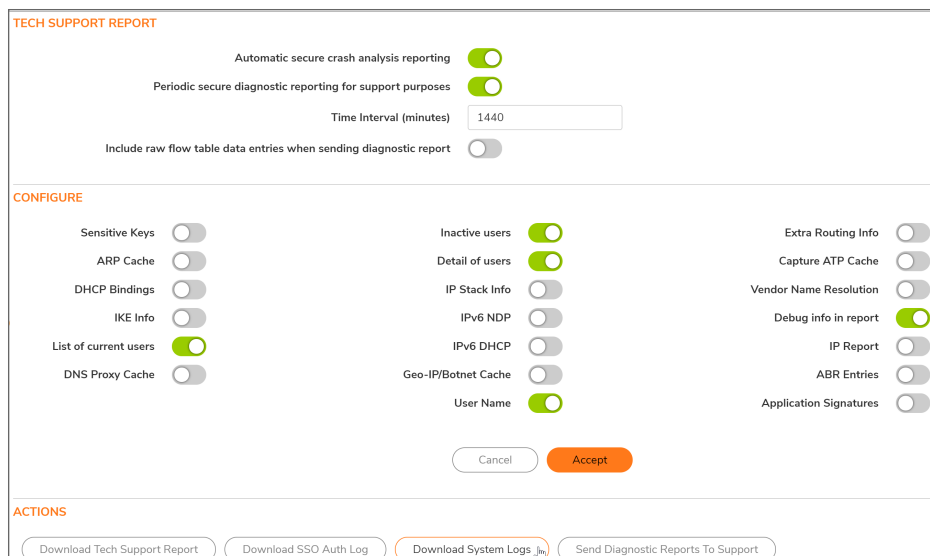 TECH SUPPORT REPORT
Automatic secure crash analysis reporting
Periodic secure diagnostic reporting for support purposes
Time Interval (minutes) 1440
Include raw flow table data entries when sending diagnostic report
CONFIGURE
Sensitive Keys Inactive users Extra Routing Info
ARP Cache Detail of users Capture ATP Cache
DHCP Bindings IP Stack Info Vendor Name Resolution
IKE Info IPv6 NDP Debug info in report
List of current users IPv6 DHCP IP Report
DNS Proxy Cache Geo-IP/Botnet Cache ABR Entries
User Name Application Signatures
Cancel Accept
ACTIONS
Download Tech Support Report Download SSO Auth Log Download System Logs Send Diagnostic Reports To Support